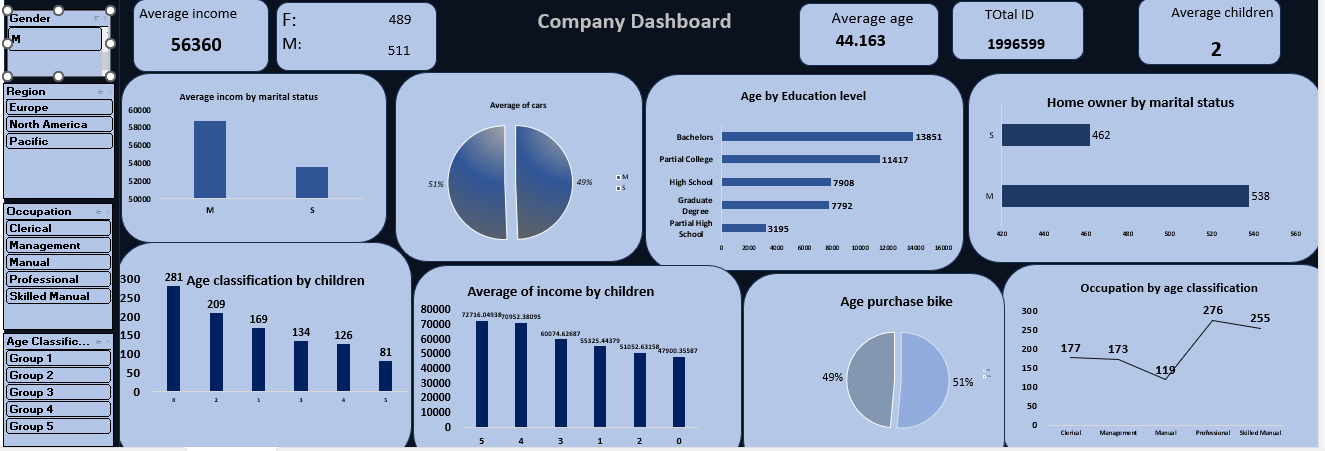 Gender
M
Region
Europe
North America
Pacific
Occupation
Clerical
Management
Manual
Professional
Skilled Manual
Age Classific...
Group 1
Group 2
Group 3
Group 4
Group 5
Average income
56360
F: 489
M: 511
Company Dashboard
Average age
44.163
TOtal ID
1996599
Average children
2
Average incom by marital status
60000
58000
56000
54000
52000
50000
M S
Average of cars
51% 49%
M
S
Age by Education level
Bachelors 13851
Partial College 11417
High School 7908
Graduate
Degree
7792
Partial High
School
3195
0 2000 4000 6000 8000 10000 12000 14000 16000
Home owner by marital status
S 462
M 538
420 440 460 480 500 520 540 560
Age classification by children
300
250
200
150
100
50
0
281 209 169 134 126 81
0 2 1 3 4 5
Average of income by children
80000
70000
60000
50000
40000
30000
20000
10000
0
72716.04938 70952.38095 60074.62687 55325.44379 51052.63158 47900.35587
5 4 3 1 2 0
Age purchase bike
49% 51%
Occupation by age classification
300
250
200
150
100
50
0
177 173 119 276 255
Clerical Management Manual Professional Skilled Manual